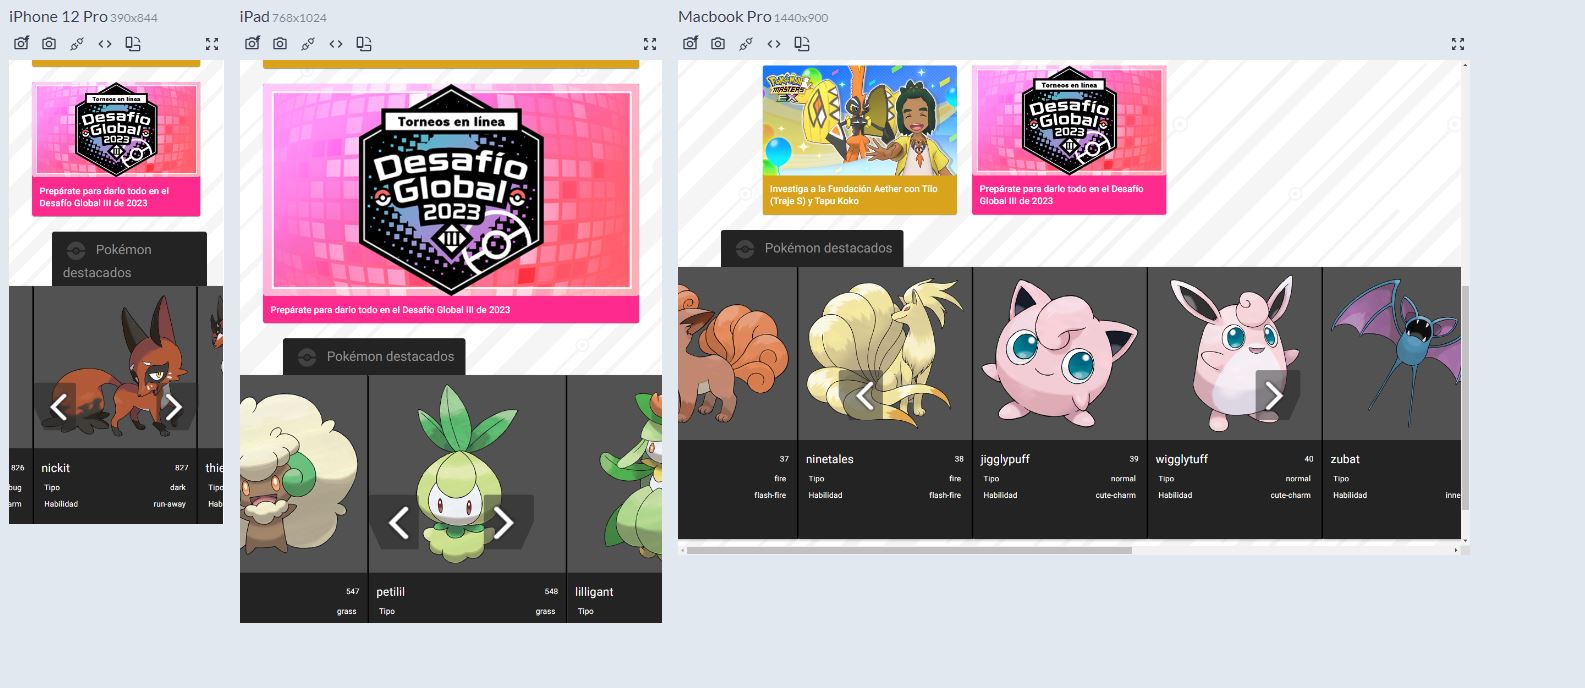 iPhone 12 Pro 390x844
Torneos en línea
Desafío
Global
2023
III
Prepárate para darlo todo en el
Desafío Global III de 2023
Pokémon
destacados
826
bug
arm
nickit 827
Tipo dark
Habilidad run-away
thie
Tipo
Habi
iPad 768x1024
Torneos en línea
Desafío
Global
2023
III
Prepárate para darlo todo en el Desafío Global III de 2023
Pokémon destacados
547
grass
petilil 548
Tipo grass
lilligant
Tipo
Macbook Pro 1440x900
Pokémon
Masters
EX
Investiga a la Fundación Aether con Tilo
(Traje S) y Tapu Koko
Torneos en línea
Desafío
Global
2023
III
Prepárate para darlo todo en el Desafío
Global III de 2023
Pokémon destacados
37
fire
flash-fire
ninetales 38
Tipo fire
Habilidad flash-fire
jigglypuff 39
Tipo normal
Habilidad cute-charm
wigglytuff 40
Tipo normal
Habilidad cute-charm
zubat
Tipo
Habilidad inne